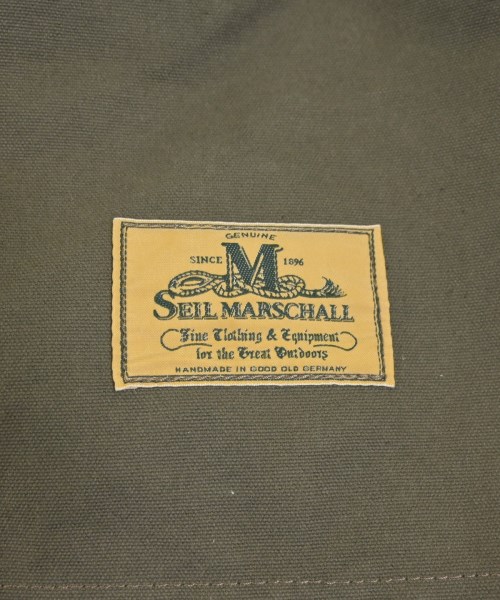 GENUINE
SINCE M 1896
SEIL MARSCHALL
Fine Clothing & Equipment
for the Great Outdoors
HANDMADE IN GOOD OLD GERMANY